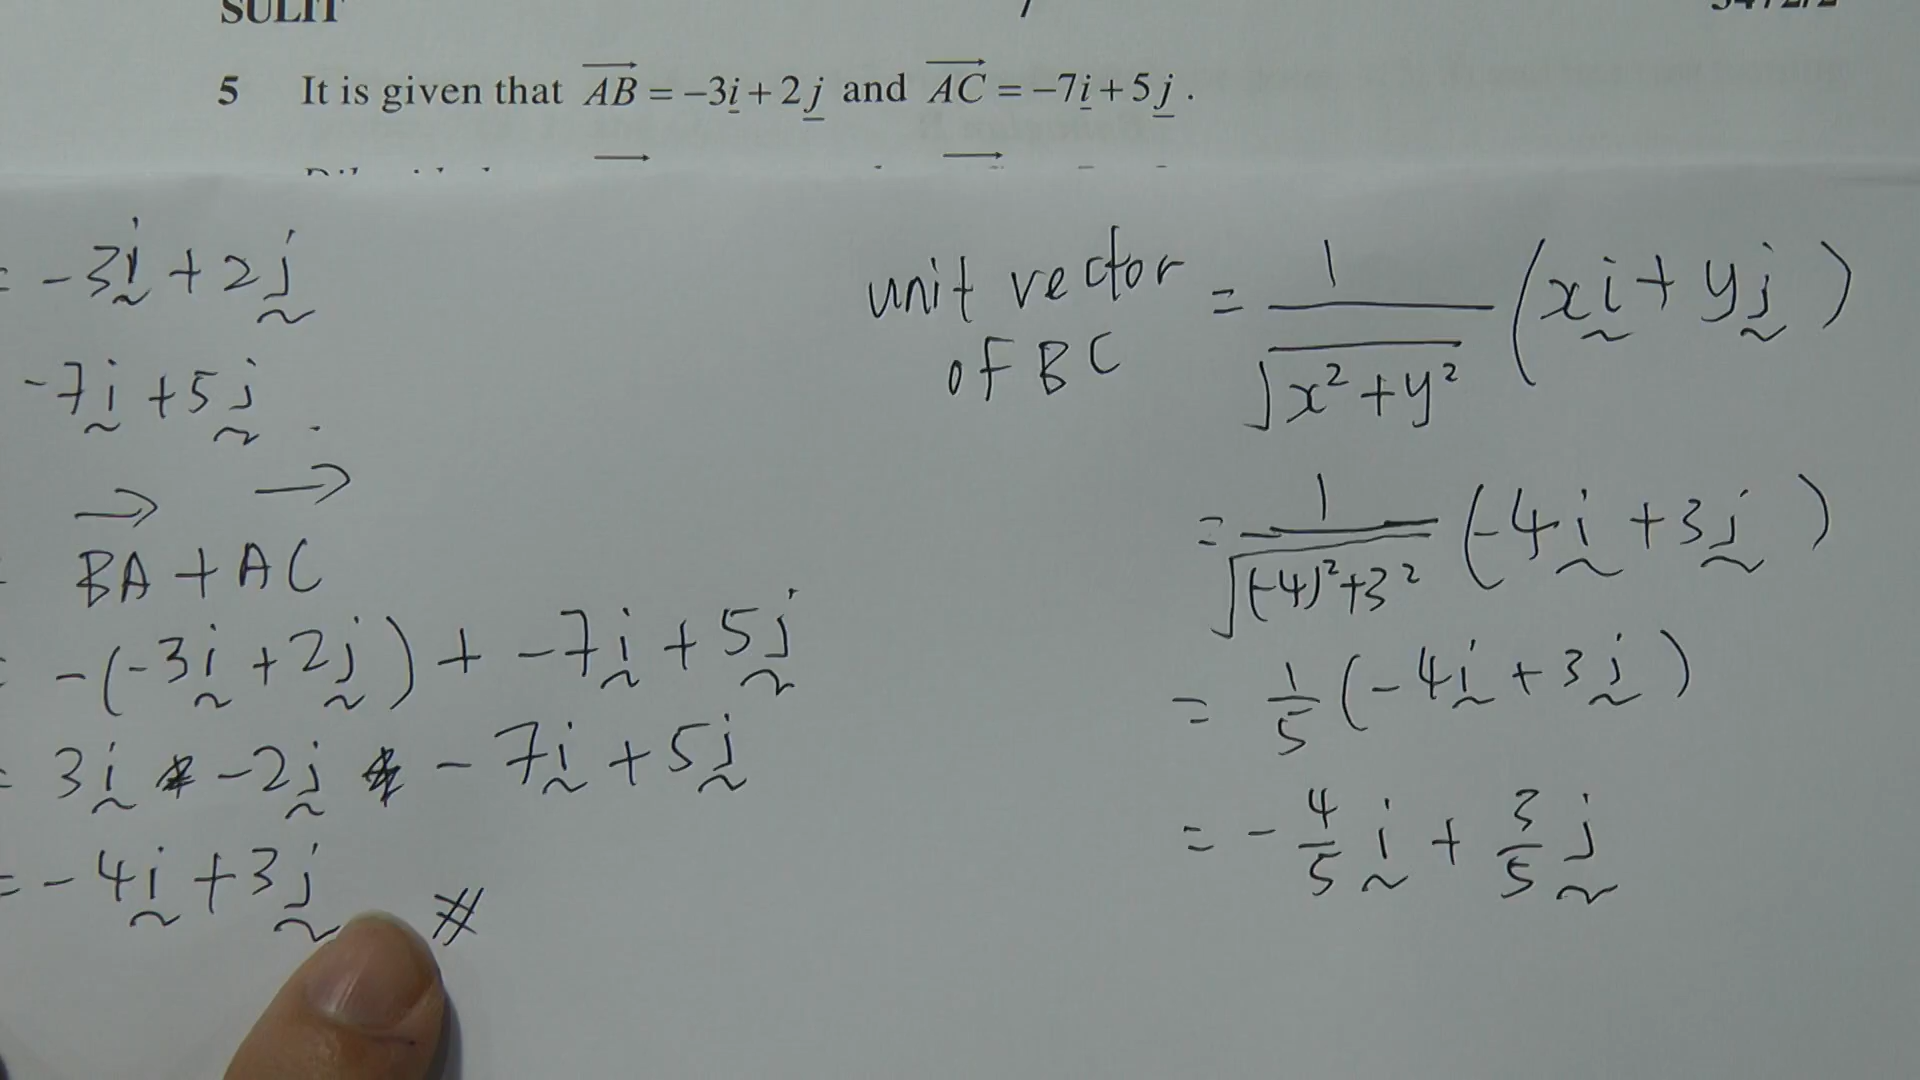 SULIT
5 It is given that AB = −3i + 2j and AC = −7i + 5j .
= -3i + 2j
-7i + 5j .
BA + AC
= -(-3i + 2j) + -7i + 5j
= 3i -2j - 7i + 5j
= -4i + 3j #
unit vector of BC = 1/√(x² + y²) (xi + yj)
= 1/√((-4)² + 3²) (-4i + 3j)
= 1/5 (-4i + 3j)
= - 4/5 i + 3/5 j